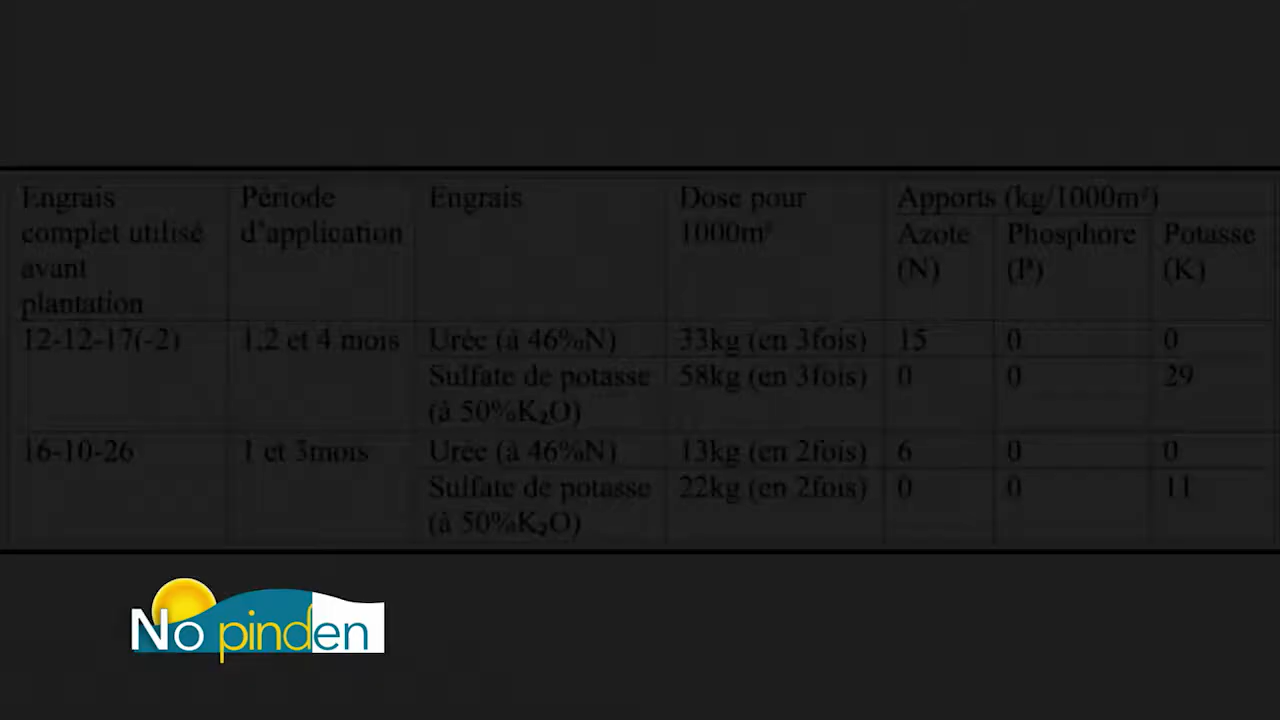 Engrais complet utilisé avant plantation
Période d’application
Engrais
Dose pour 1000m²
Apports (kg/1000m²)
Azote (N)
Phosphore (P)
Potasse (K)
12-12-17(-2)
1,2 et 4 mois
Urée (à 46%N)
33kg (en 3fois)
15
0
0
Sulfate de potasse (à 50%K₂O)
58kg (en 3fois)
0
0
29
16-10-26
1 et 3mois
Urée (à 46%N)
13kg (en 2fois)
6
0
0
Sulfate de potasse (à 50%K₂O)
22kg (en 2fois)
0
0
11
No pinden